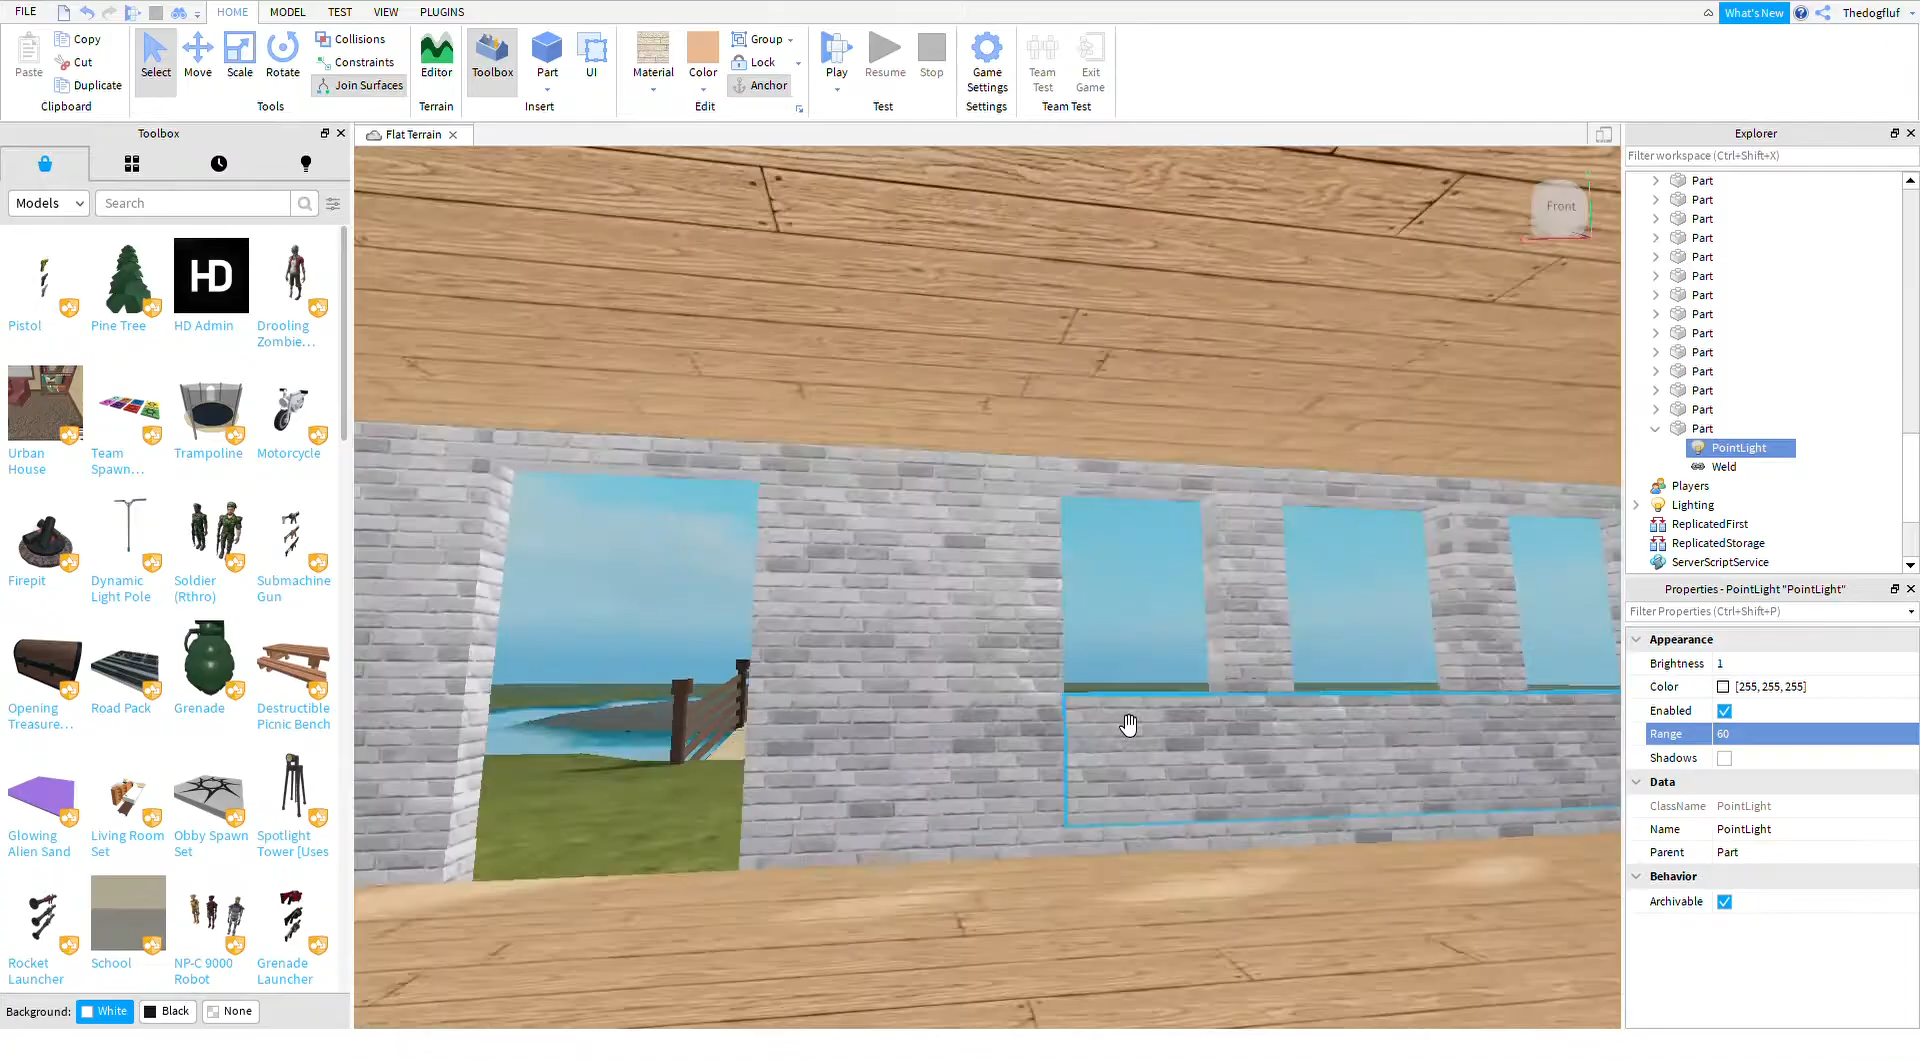 FILE HOME MODEL TEST VIEW PLUGINS What's New Thedogfluf
Paste Copy Cut Duplicate
Clipboard
Select Move Scale Rotate Collisions Constraints Join Surfaces
Tools
Editor
Terrain
Toolbox Part UI
Insert
Material Color Group Lock Anchor
Edit
Play Resume Stop
Test
Game Settings
Settings
Team Test Exit Game
Team Test
Toolbox
Models Search
Pistol Pine Tree HD Admin Drooling Zombie...
HD
Urban House Team Spawn... Trampoline Motorcycle
Firepit Dynamic Light Pole Soldier (Rthro) Submachine Gun
Opening Treasure... Road Pack Grenade Destructible Picnic Bench
Glowing Alien Sand Living Room Set Obby Spawn Set Spotlight Tower [Uses
Rocket Launcher School NP-C 9000 Robot Grenade Launcher
Background: White Black None
Flat Terrain
Front
Explorer
Filter workspace (Ctrl+Shift+X)
Part
Part
Part
Part
Part
Part
Part
Part
Part
Part
Part
Part
Part
Part
PointLight
Weld
Players
Lighting
ReplicatedFirst
ReplicatedStorage
ServerScriptService
Properties - PointLight "PointLight"
Filter Properties (Ctrl+Shift+P)
Appearance
Brightness 1
Color [255, 255, 255]
Enabled
Range 60
Shadows
Data
ClassName PointLight
Name PointLight
Parent Part
Behavior
Archivable